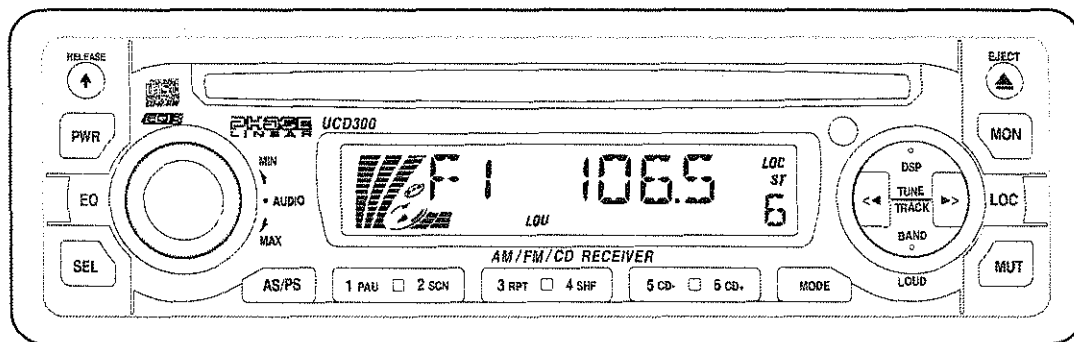 RELEASE
EJECT
PWR
PHASE LINEAR UCD300
MON
MIN
• AUDIO
MAX
F1 106.5
LOC
ST
6
LOU
DSP
TUNE
TRACK
BAND
LOUD
EQ
LOC
SEL
MUT
AM/FM/CD RECEIVER
AS/PS
1 PAU 2 SCN
3 RPT 4 SHF
5 CD- 6 CD+
MODE